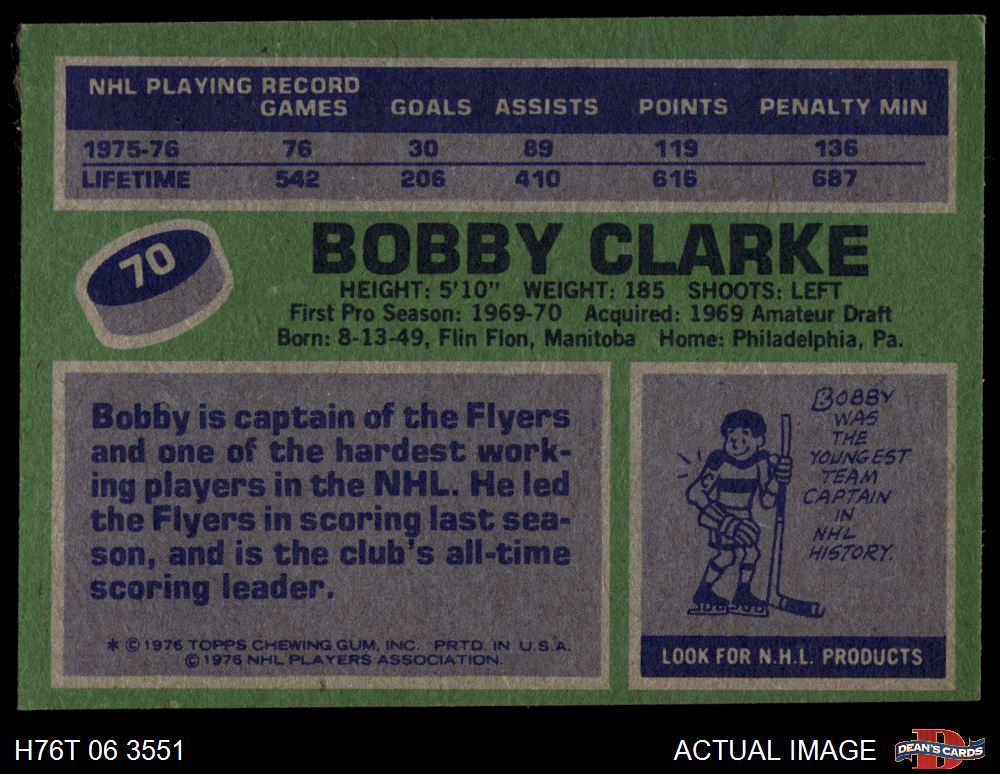 NHL PLAYING RECORD
GAMES GOALS ASSISTS POINTS PENALTY MIN
1975-76 76 30 89 119 136
LIFETIME 542 206 410 616 687
70
BOBBY CLARKE
HEIGHT: 5'10" WEIGHT: 185 SHOOTS: LEFT
First Pro Season: 1969-70 Acquired: 1969 Amateur Draft
Born: 8-13-49, Flin Flon, Manitoba Home: Philadelphia, Pa.
Bobby is captain of the Flyers
and one of the hardest work-
ing players in the NHL. He led
the Flyers in scoring last sea-
son, and is the club's all-time
scoring leader.
* © 1976 TOPPS CHEWING GUM, INC. PRTD. IN U.S.A.
© 1976 NHL PLAYERS ASSOCIATION.
BOBBY
WAS
THE
YOUNGEST
TEAM
CAPTAIN
IN
NHL
HISTORY.
LOOK FOR N.H.L. PRODUCTS
H76T 06 3551
ACTUAL IMAGE
D
DEAN'S CARDS